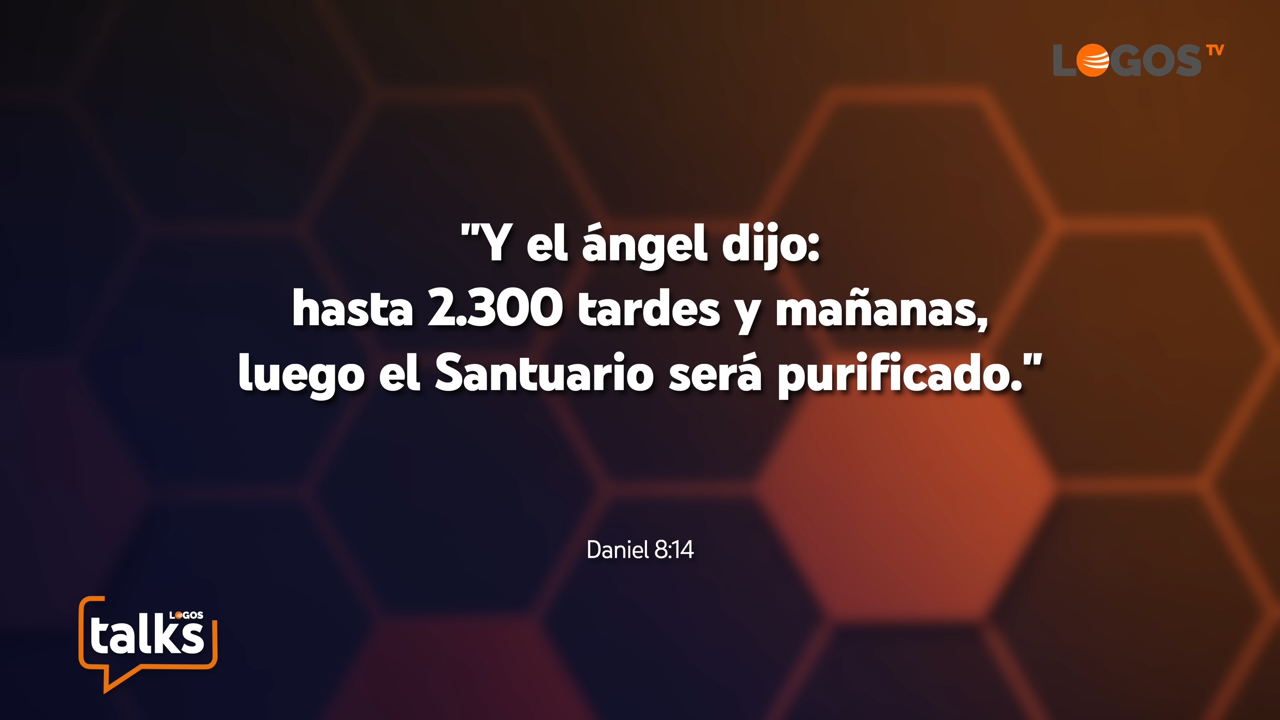 LOGOS TV
"Y el ángel dijo:
hasta 2.300 tardes y mañanas,
luego el Santuario será purificado."
Daniel 8:14
LOGOS
talks